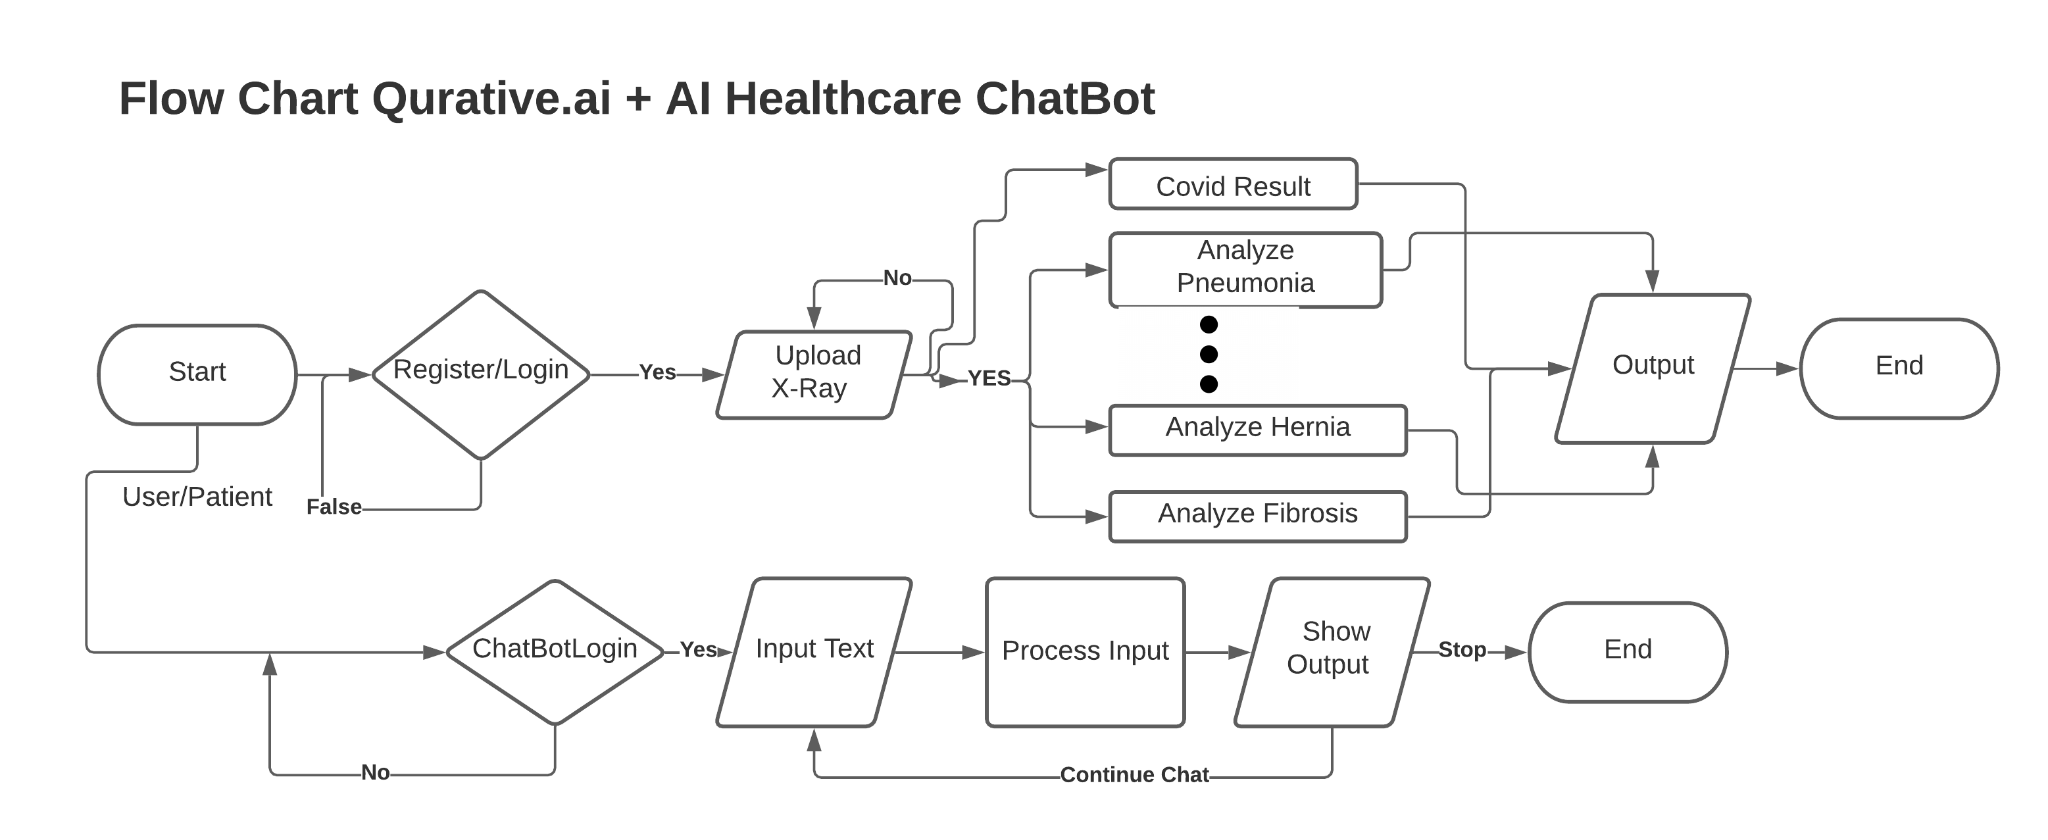 Flow Chart Qurative.ai + AI Healthcare ChatBot
Covid Result
Analyze
Pneumonia
No
Start
Register/Login
Yes
Upload
X-Ray
YES
Output
End
Analyze Hernia
User/Patient
False
Analyze Fibrosis
ChatBotLogin
Yes
Input Text
Process Input
Show
Output
Stop
End
No
Continue Chat